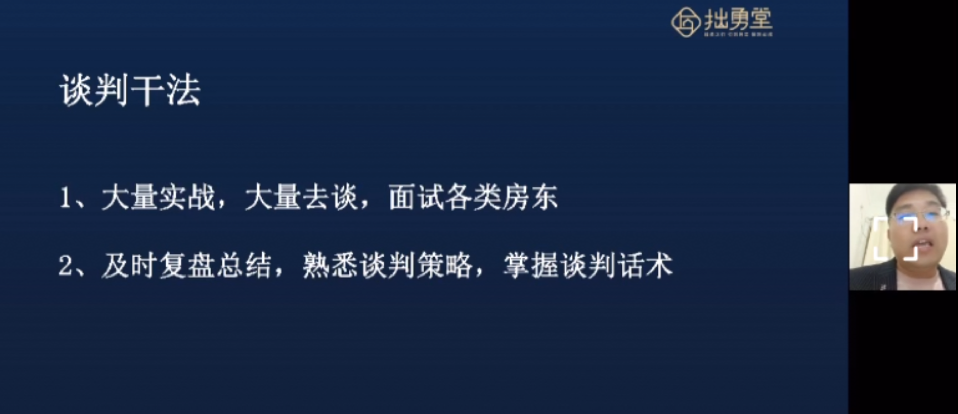 拙勇堂
谈判干法
1、大量实战，大量去谈，面试各类房东
2、及时复盘总结，熟悉谈判策略，掌握谈判话术